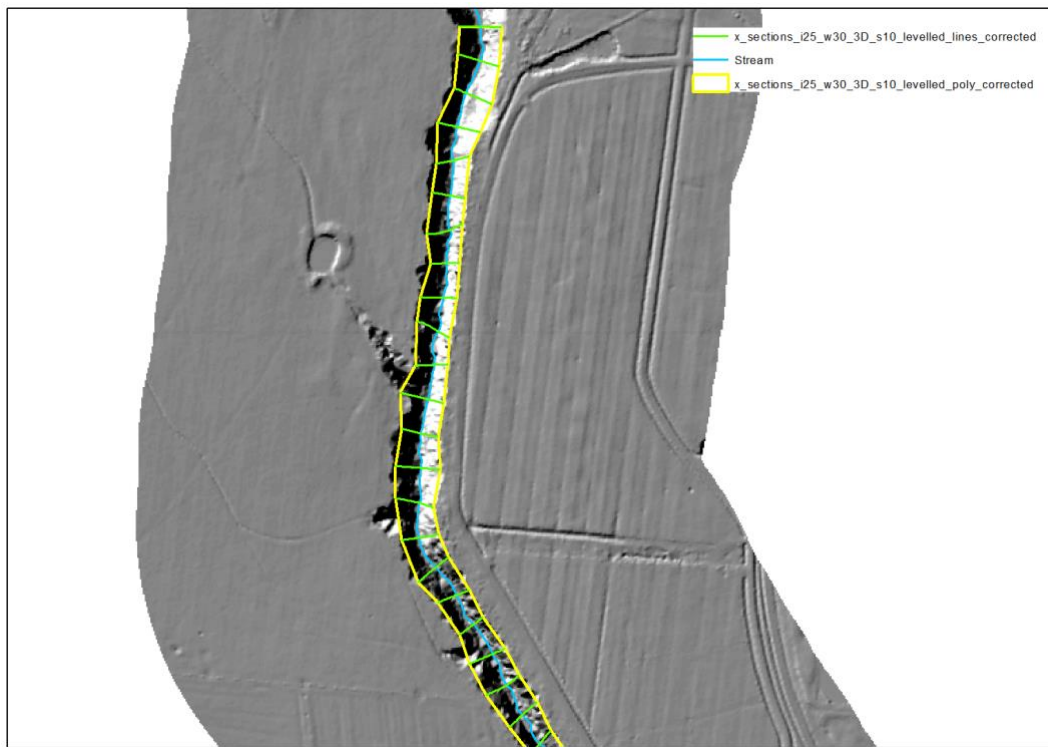 x_sections_i25_w30_3D_s10_levelled_lines_corrected
Stream
x_sections_i25_w30_3D_s10_levelled_poly_corrected